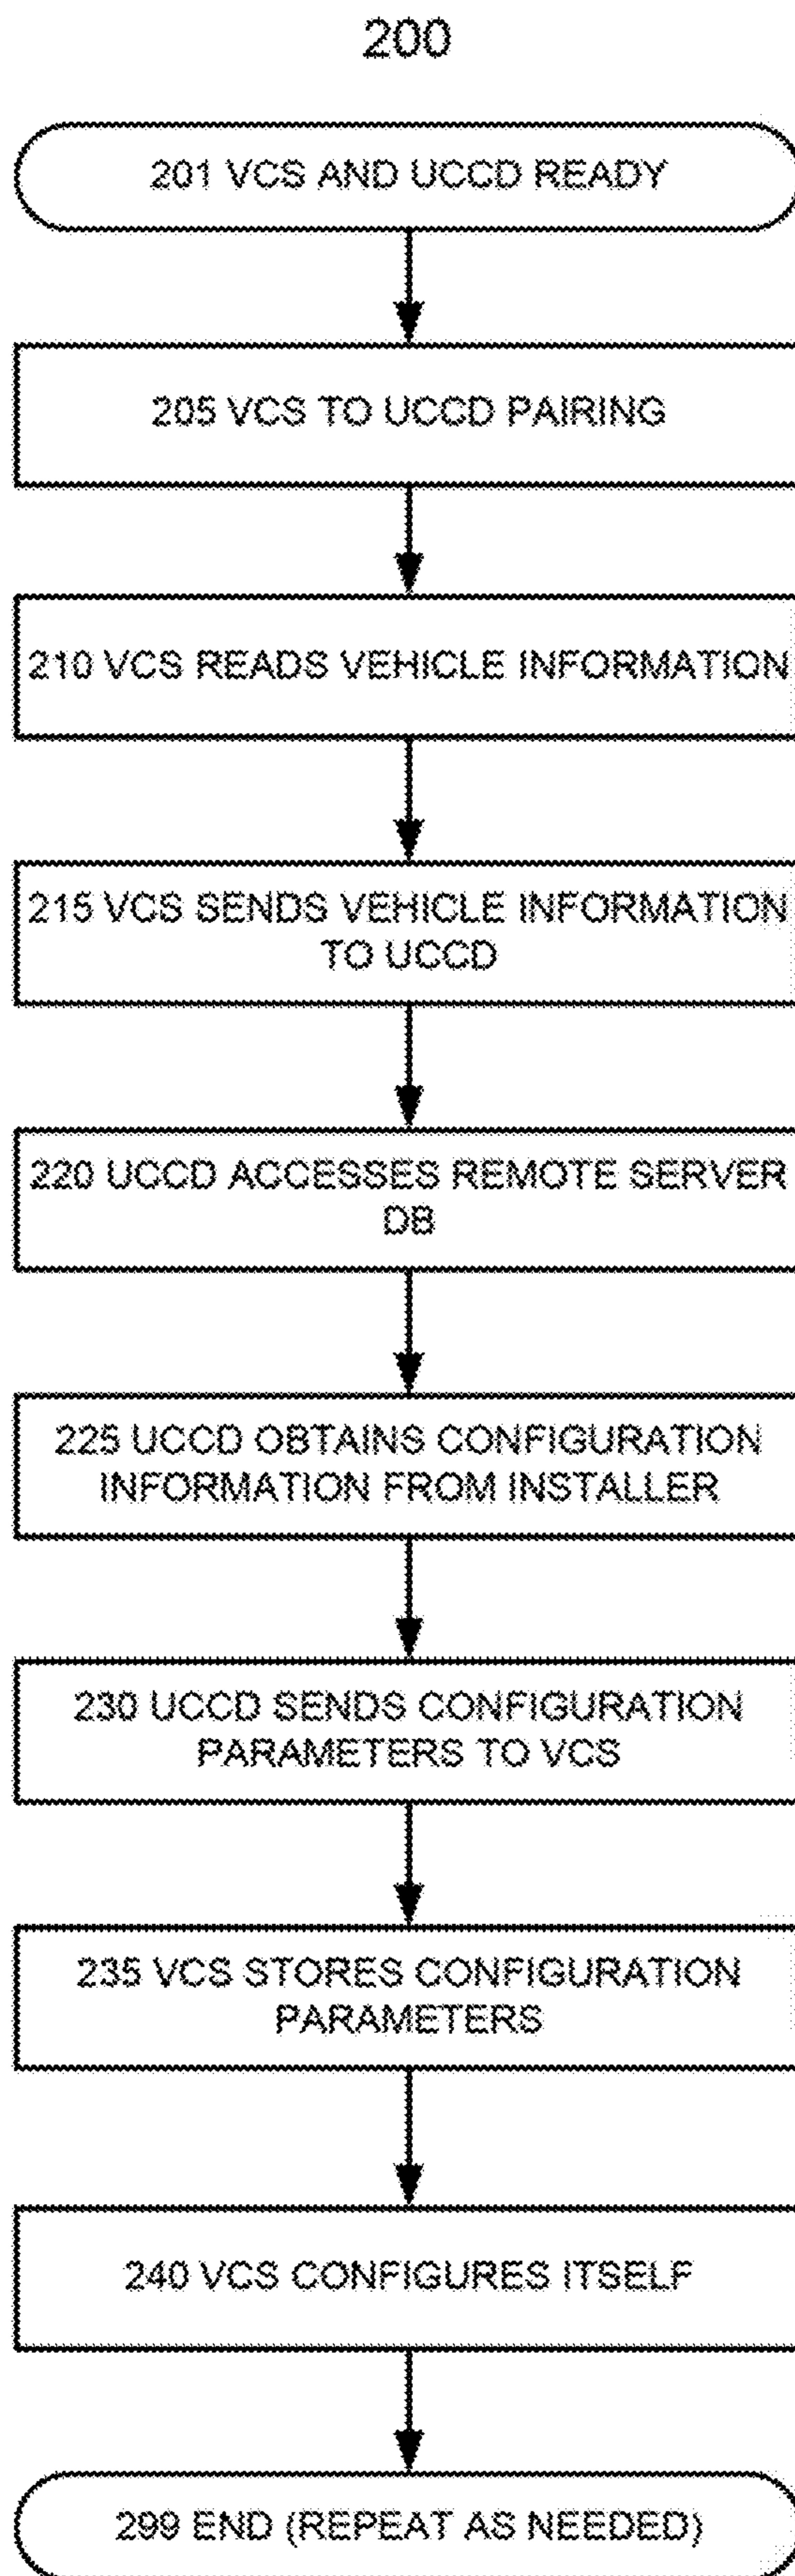 200
201 VCS AND UCCD READY
205 VCS TO UCCD PAIRING
210 VCS READS VEHICLE INFORMATION
215 VCS SENDS VEHICLE INFORMATION
TO UCCD
220 UCCD ACCESSES REMOTE SERVER
DB
225 UCCD OBTAINS CONFIGURATION
INFORMATION FROM INSTALLER
230 UCCD SENDS CONFIGURATION
PARAMETERS TO VCS
235 VCS STORES CONFIGURATION
PARAMETERS
240 VCS CONFIGURES ITSELF
299 END (REPEAT AS NEEDED)